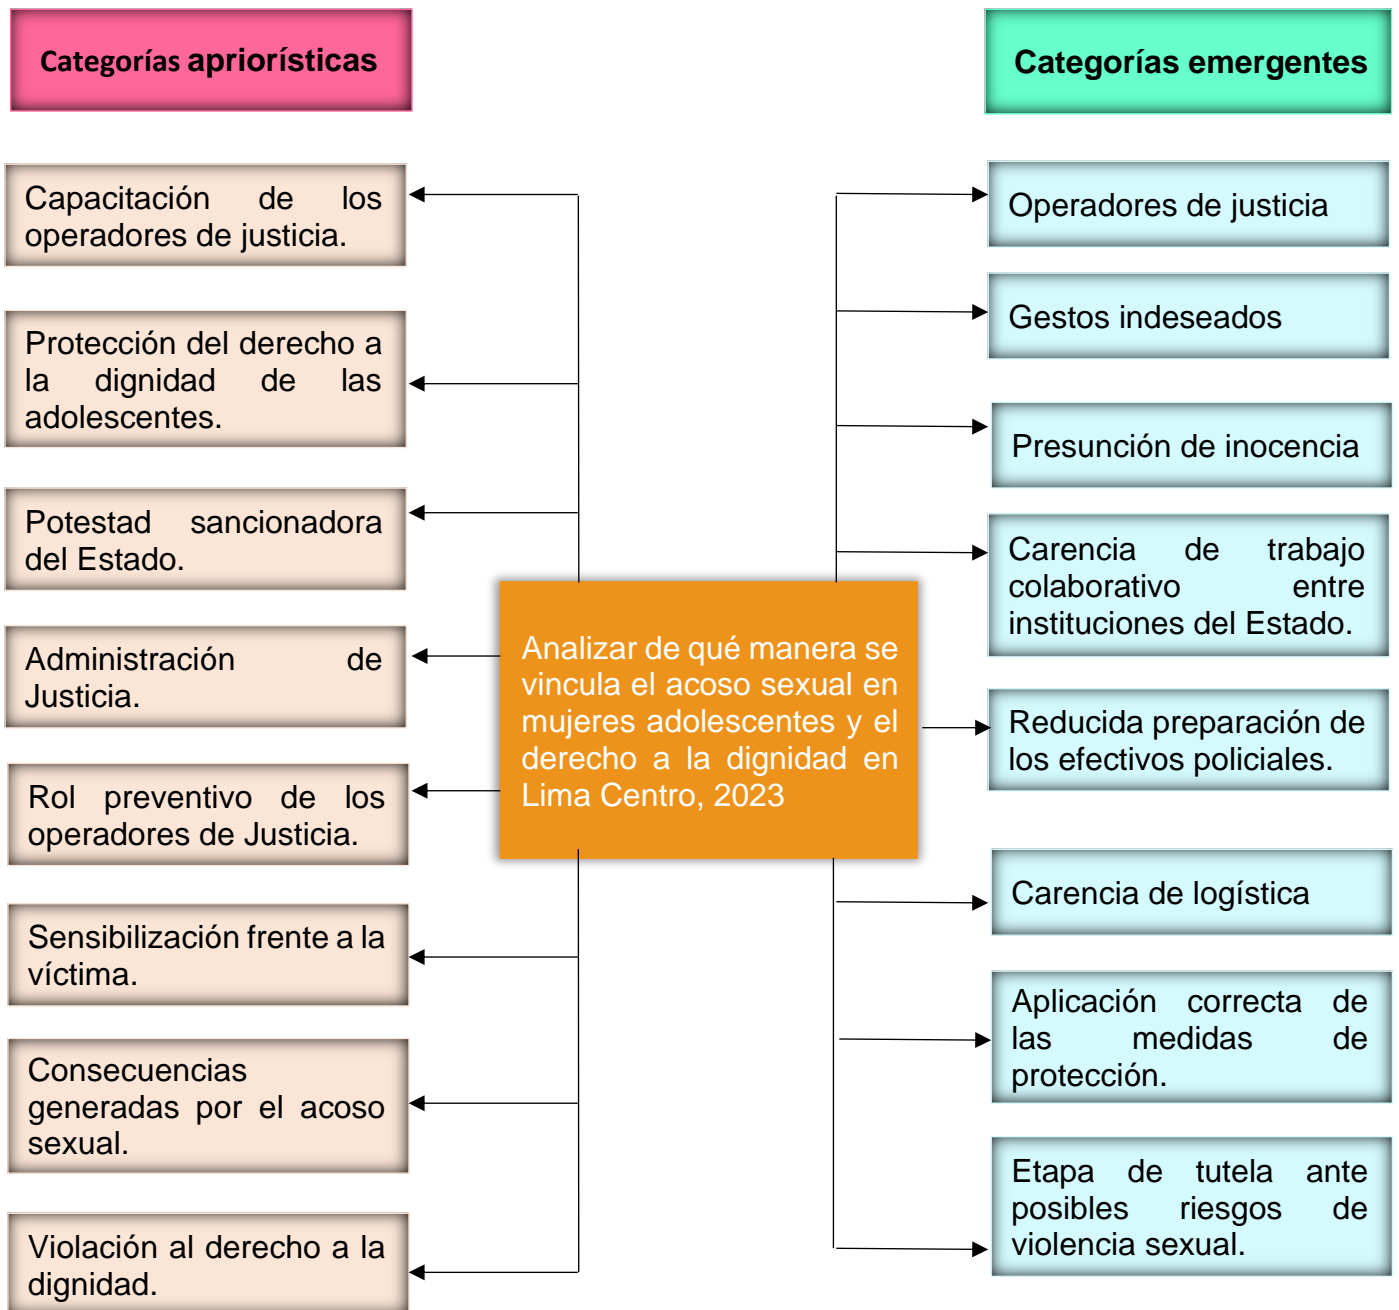 Categorías apriorísticas
Capacitación de los
operadores de justicia.
Protección del derecho a
la dignidad de las
adolescentes.
Potestad sancionadora
del Estado.
Administración de
Justicia.
Rol preventivo de los
operadores de Justicia.
Sensibilización frente a la
víctima.
Consecuencias
generadas por el acoso
sexual.
Violación al derecho a la
dignidad.
Analizar de qué manera se
vincula el acoso sexual en
mujeres adolescentes y el
derecho a la dignidad en
Lima Centro, 2023
Categorías emergentes
Operadores de justicia
Gestos indeseados
Presunción de inocencia
Carencia de trabajo
colaborativo entre
instituciones del Estado.
Reducida preparación de
los efectivos policiales.
Carencia de logística
Aplicación correcta de
las medidas de
protección.
Etapa de tutela ante
posibles riesgos de
violencia sexual.